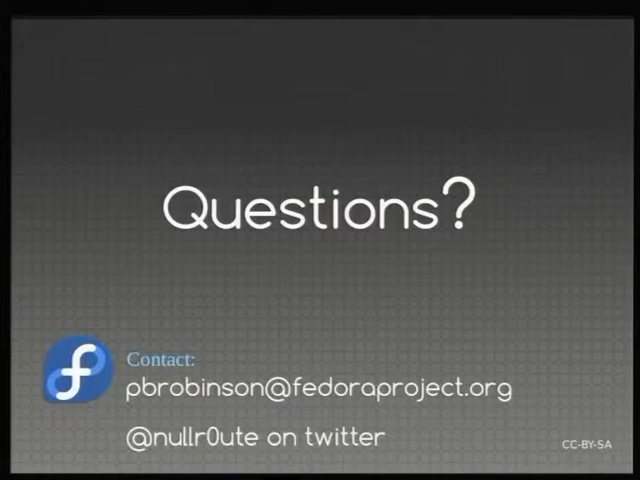 Questions?
Contact:
pbrobinson@fedoraproject.org
@nullr0ute on twitter
CC-BY-SA